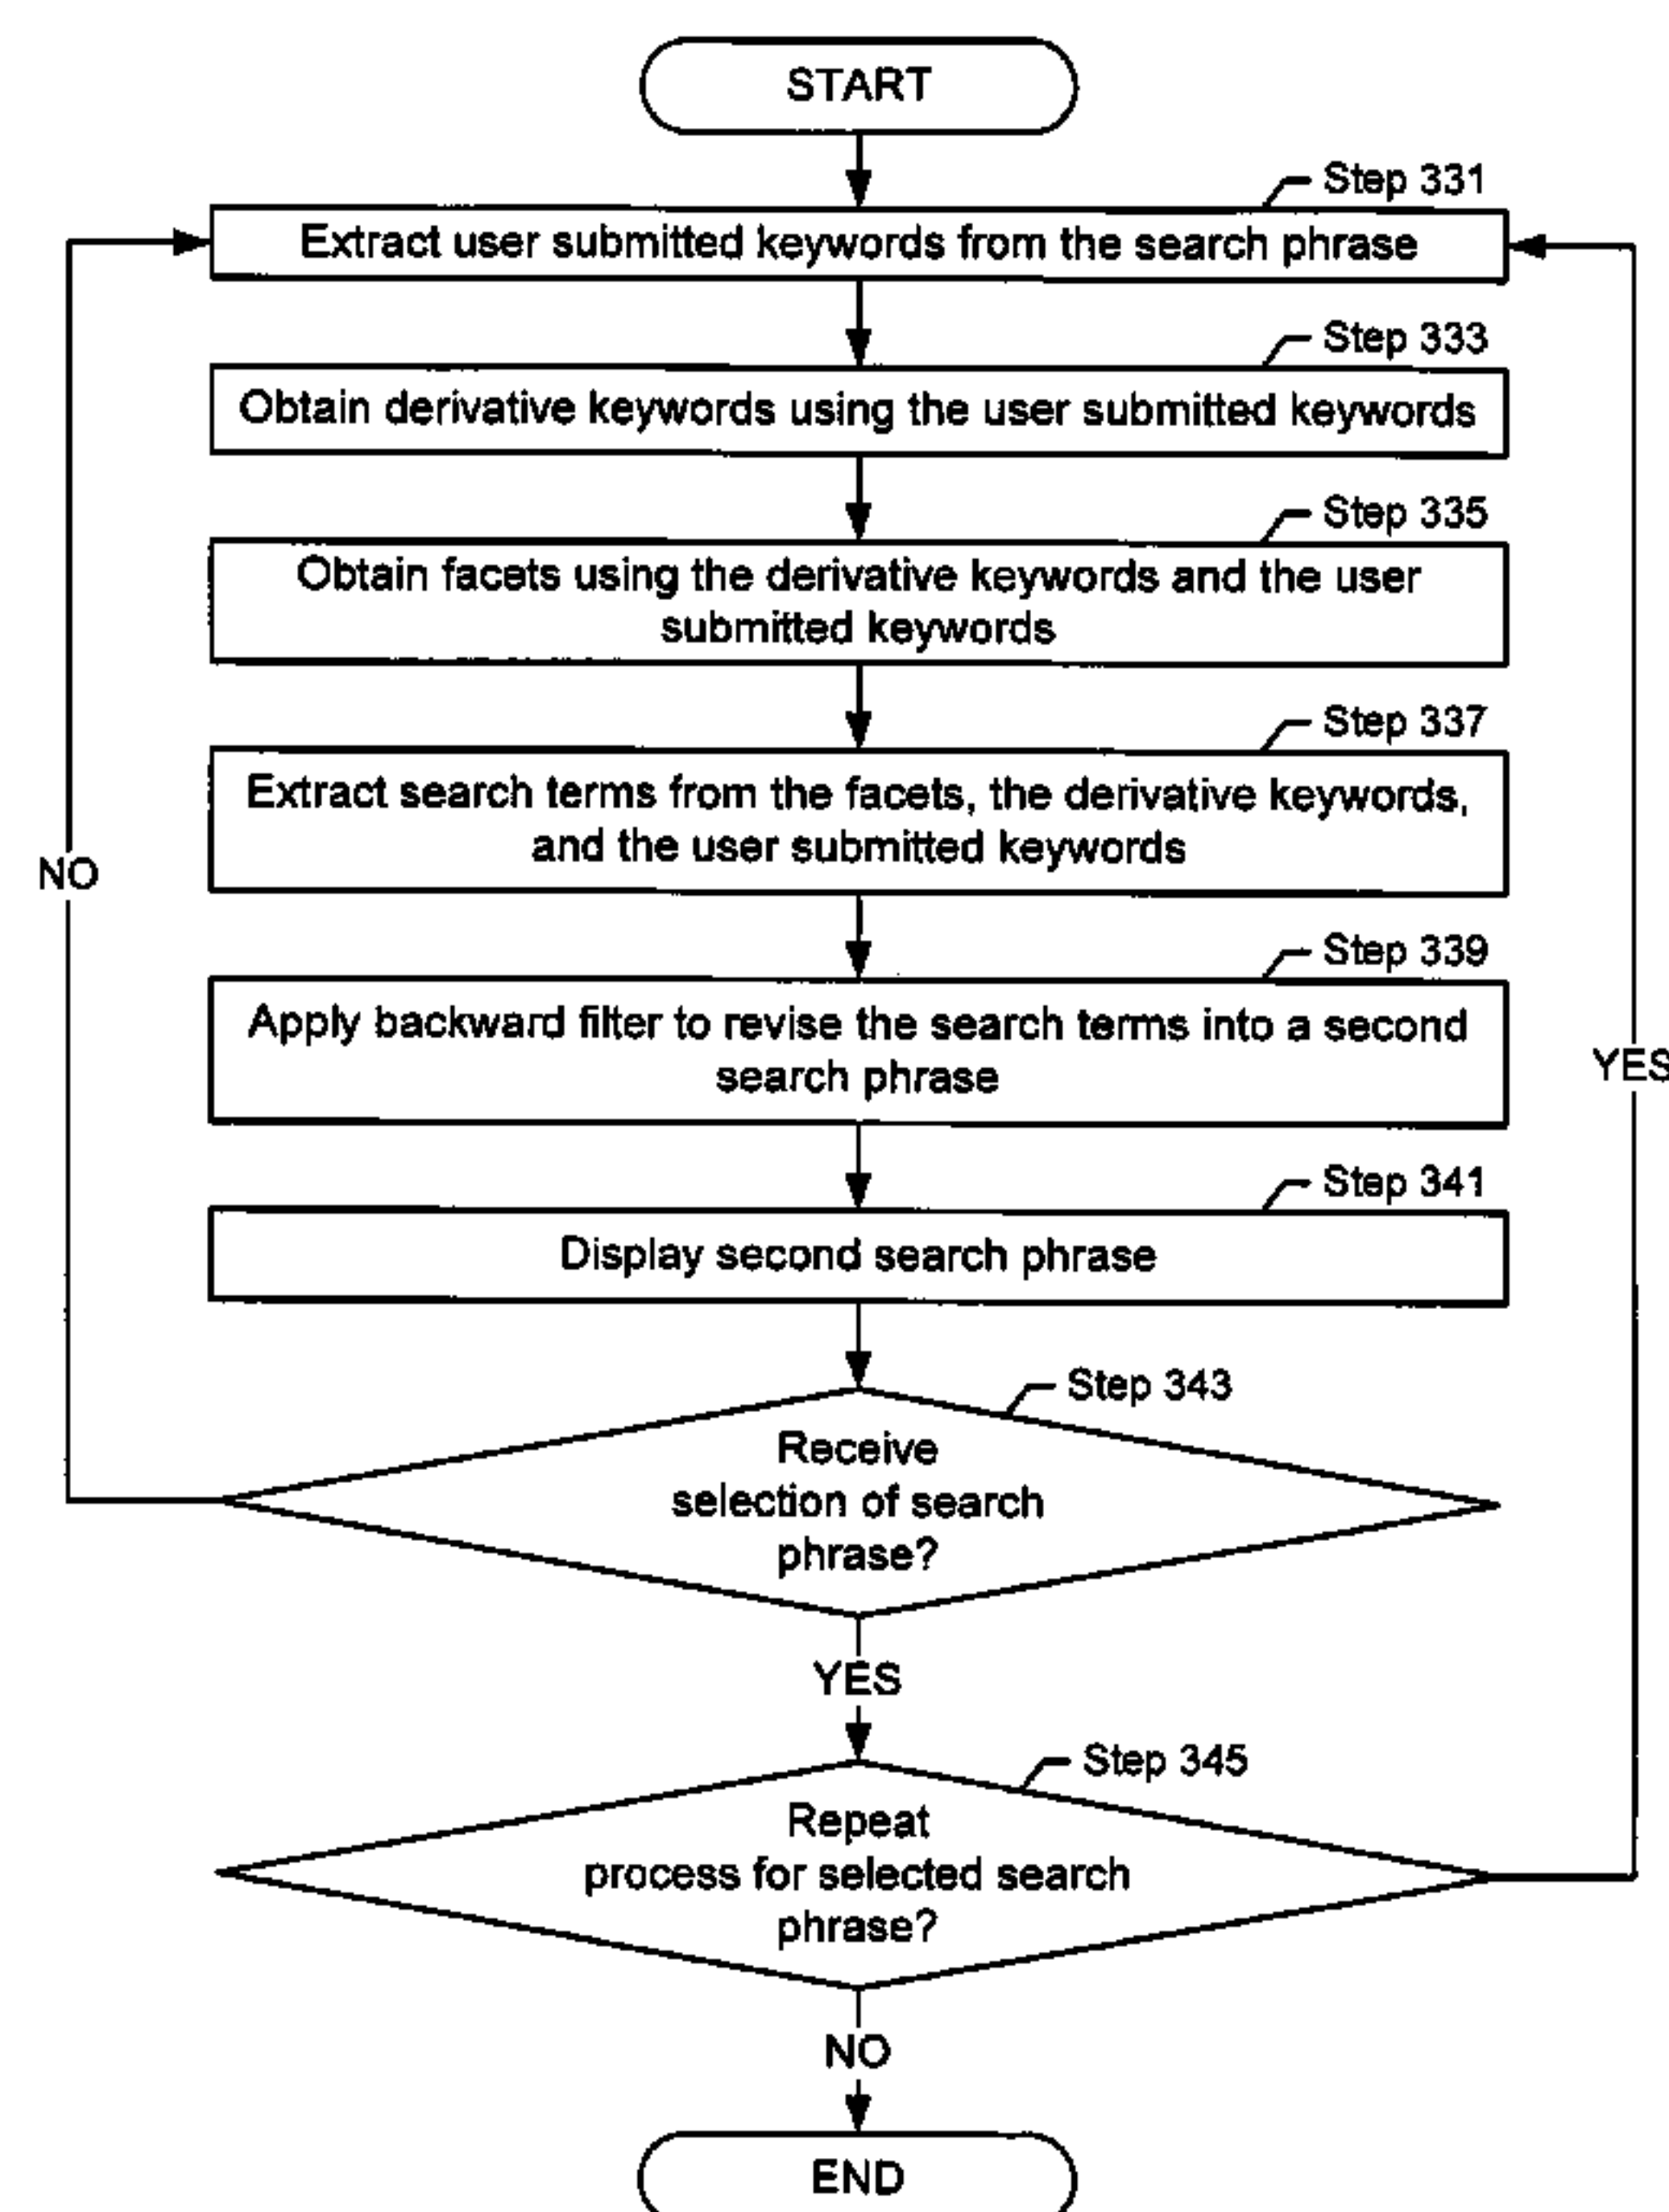 START
Step 331
Extract user submitted keywords from the search phrase
Step 333
Obtain derivative keywords using the user submitted keywords
Step 335
Obtain facets using the derivative keywords and the user
submitted keywords
Step 337
Extract search terms from the facets, the derivative keywords,
and the user submitted keywords
NO
Step 339
Apply backward filter to revise the search terms into a second
search phrase
YES
Step 341
Display second search phrase
Step 343
Receive
selection of search
phrase?
YES
Step 345
Repeat
process for selected search
phrase?
NO
END